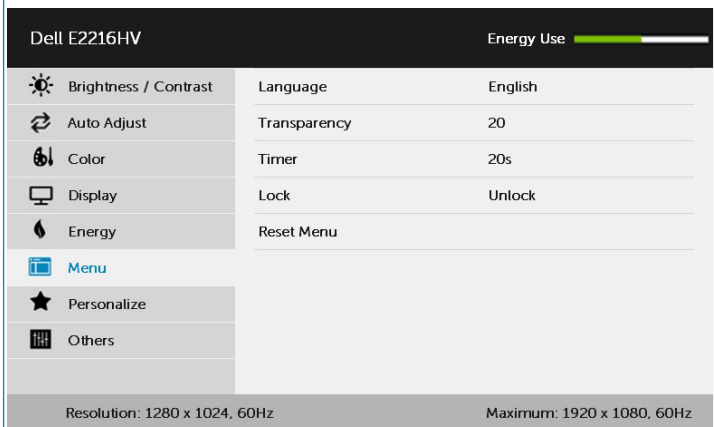 Dell E2216HV Energy Use
Brightness / Contrast Language English
Auto Adjust Transparency 20
Color Timer 20s
Display Lock Unlock
Energy Reset Menu
Menu
Personalize
Others
Resolution: 1280 x 1024, 60Hz Maximum: 1920 x 1080, 60Hz